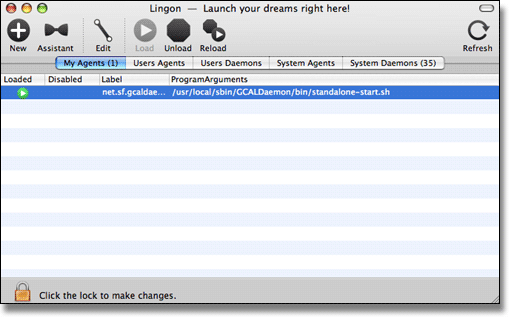 Lingon — Launch your dreams right here!
New Assistant Edit Load Unload Reload Refresh
My Agents (1) Users Agents Users Daemons System Agents System Daemons (35)
Loaded Disabled Label ProgramArguments
net.sf.gcaldae... /usr/local/sbin/GCALDaemon/bin/standalone-start.sh
Click the lock to make changes.